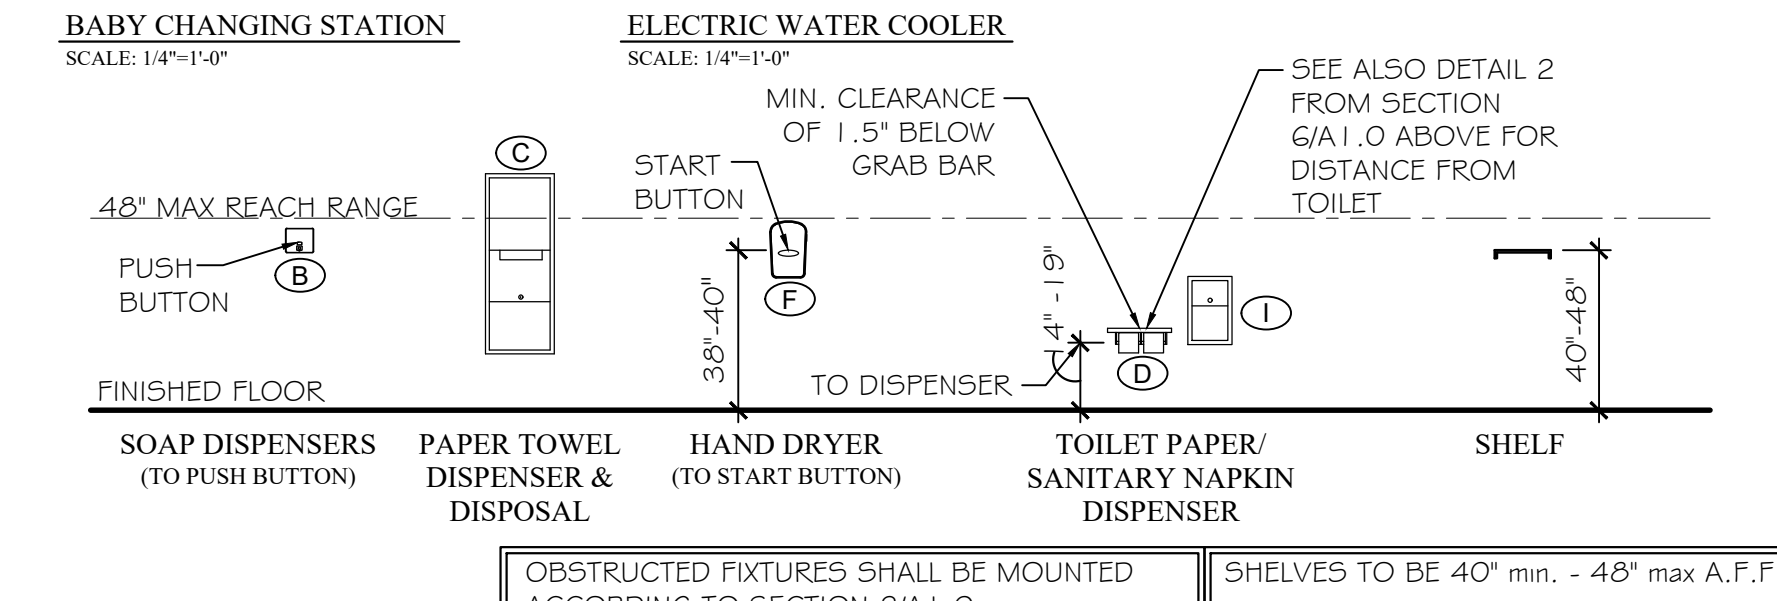 BABY CHANGING STATION
SCALE: 1/4"=1'-0"
ELECTRIC WATER COOLER
SCALE: 1/4"=1'-0"
MIN. CLEARANCE
OF 1.5" BELOW
GRAB BAR
SEE ALSO DETAIL 2
FROM SECTION
6/A1.0 ABOVE FOR
DISTANCE FROM
TOILET
START
BUTTON
48" MAX REACH RANGE
PUSH
BUTTON
B
C
F
D
I
38"-40"
14" -19"
40"-48"
TO DISPENSER
FINISHED FLOOR
SOAP DISPENSERS
(TO PUSH BUTTON)
PAPER TOWEL
DISPENSER &
DISPOSAL
HAND DRYER
(TO START BUTTON)
TOILET PAPER/
SANITARY NAPKIN
DISPENSER
SHELF
OBSTRUCTED FIXTURES SHALL BE MOUNTED
ACCORDING TO SECTION
SHELVES TO BE 40" min. - 48" max A.F.F